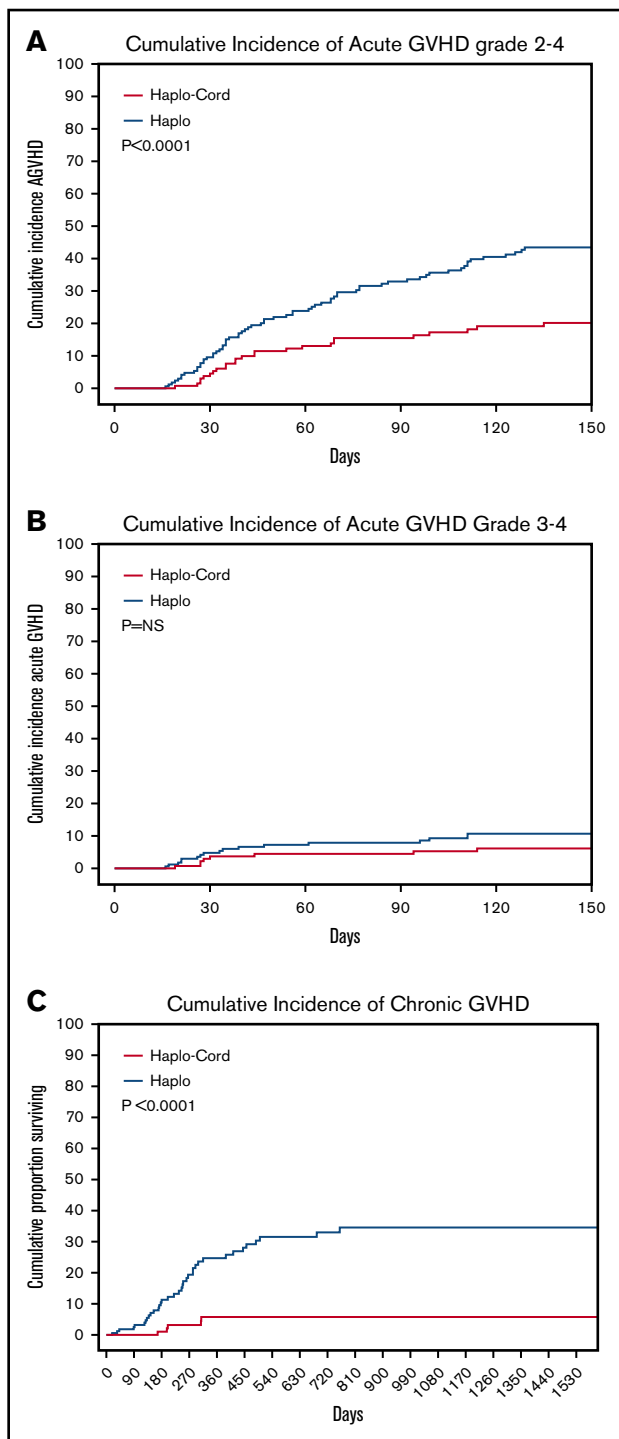 A Cumulative Incidence of Acute GVHD grade 2-4
100
90
80
70
60
50
40
30
20
10
0
Cumulative incidence AGVHD
Haplo-Cord
Haplo
P<0.0001
0 30 60 90 120 150
Days
B Cumulative Incidence of Acute GVHD Grade 3-4
100
90
80
70
60
50
40
30
20
10
0
Cumulative incidence acute GVHD
Haplo-Cord
Haplo
P=NS
0 30 60 90 120 150
Days
C Cumulative Incidence of Chronic GVHD
100
90
80
70
60
50
40
30
20
10
0
Cumulative proportion surviving
Haplo-Cord
Haplo
P <0.0001
0 90 180 270 360 450 540 630 720 810 900 990 1080 1170 1260 1350 1440 1530
Days